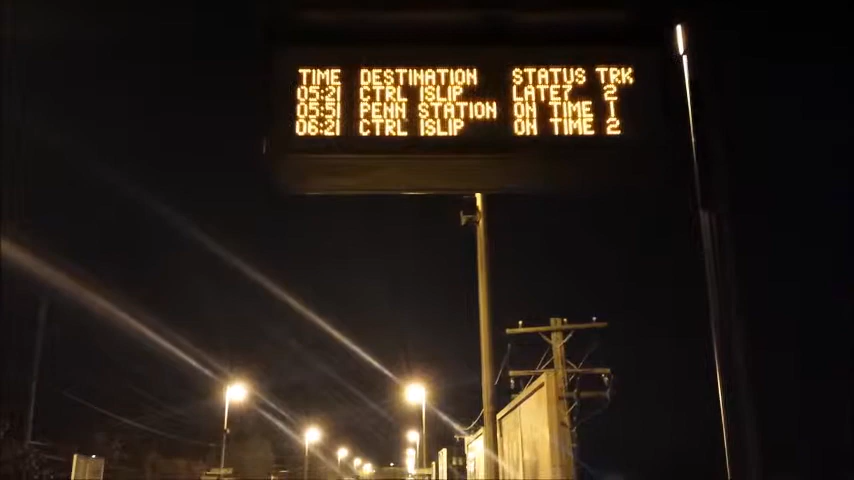 TIME DESTINATION STATUS TRK
05:21 CTRL ISLIP LATE7 2
05:51 PENN STATION ON TIME 1
06:21 CTRL ISLIP ON TIME 2